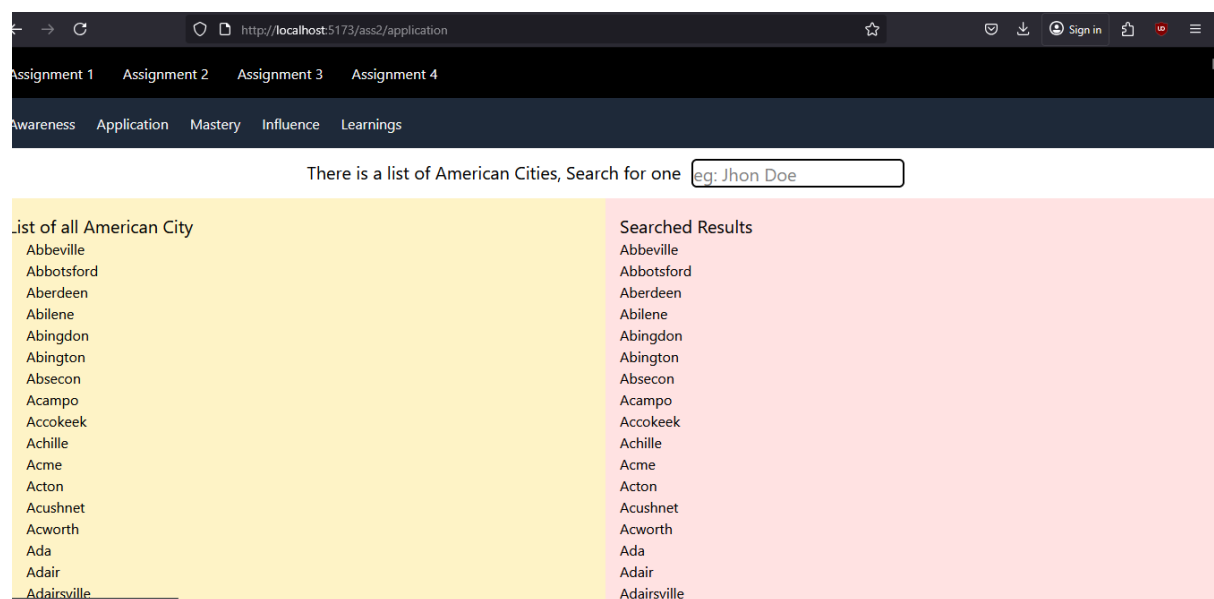 http://localhost:5173/ass2/application
Sign in
Assignment 1 Assignment 2 Assignment 3 Assignment 4
Awareness Application Mastery Influence Learnings
There is a list of American Cities, Search for one eg: Jhon Doe
List of all American City
Abbeville
Abbotsford
Aberdeen
Abilene
Abingdon
Abington
Absecon
Acampo
Accokeek
Achille
Acme
Acton
Acushnet
Acworth
Ada
Adair
Adairsville
Searched Results
Abbeville
Abbotsford
Aberdeen
Abilene
Abingdon
Abington
Absecon
Acampo
Accokeek
Achille
Acme
Acton
Acushnet
Acworth
Ada
Adair
Adairsville